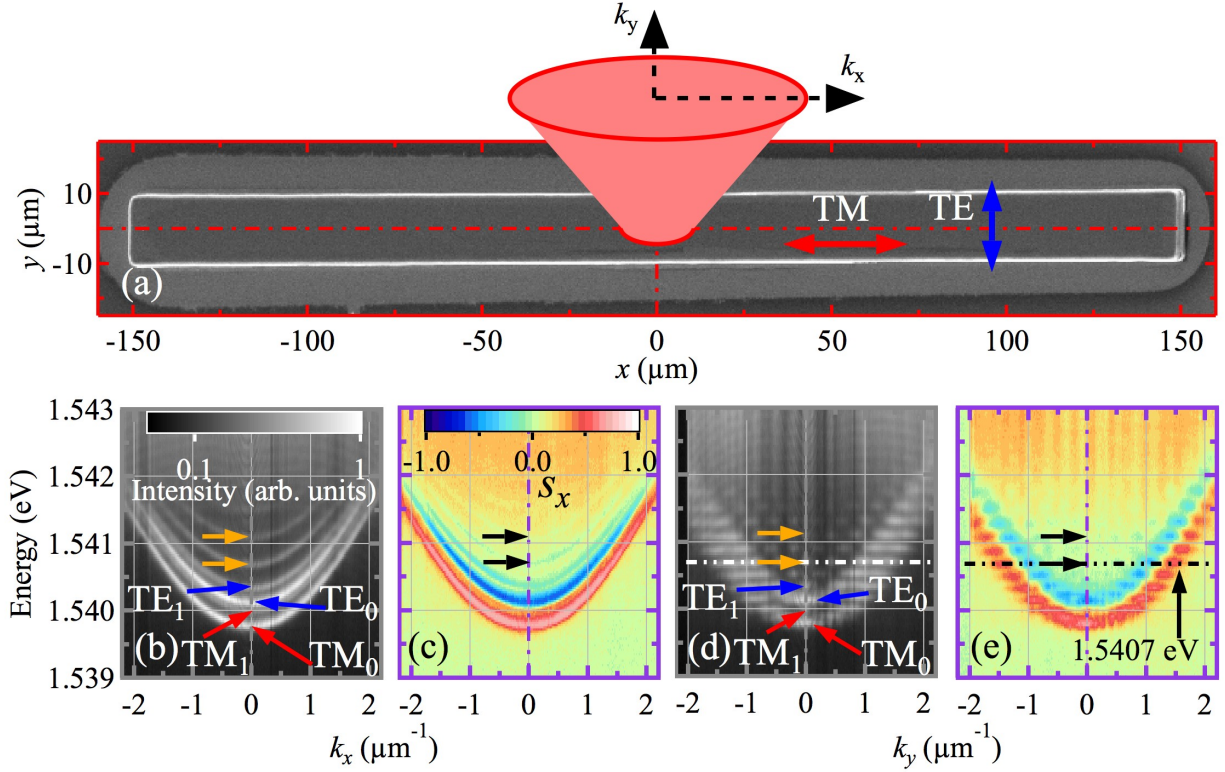 k_y
k_x
TM TE
10
-10
y (μm)
(a)
-150 -100 -50 0 50 100 150
x (μm)
1.543
1.542
1.541
1.540
1.539
Energy (eV)
0.1 1
Intensity (arb. units)
TE_1 TE_0
TM_1 TM_0
(b)
-1.0 0.0 1.0
S_x
(c)
TE_1 TE_0
TM_1 TM_0
(d)
1.5407 eV
(e)
-2 -1 0 1 2 -2 -1 0 1 2 -2 -1 0 1 2 -2 -1 0 1 2
k_x (μm^-1) k_y (μm^-1)